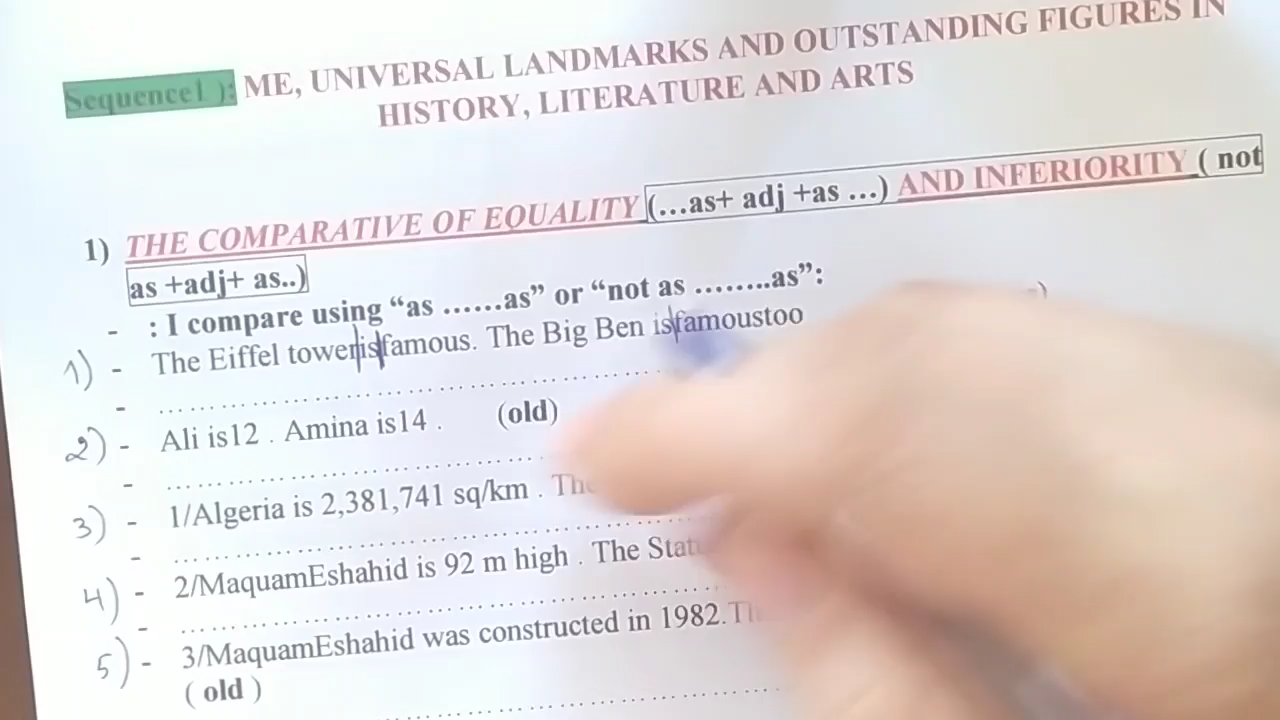 Sequence1 ): ME, UNIVERSAL LANDMARKS AND OUTSTANDING FIGURES IN
HISTORY, LITERATURE AND ARTS
1) THE COMPARATIVE OF EQUALITY (...as+ adj +as ...) AND INFERIORITY ( not
as +adj+ as..)
- : I compare using “as ......as” or “not as ........as”:
1) - The Eiffel toweris famous. The Big Ben isfamoustoo
2) - Ali is12 . Amina is14 . (old)
3) - 1/Algeria is 2,381,741 sq/km .
4) - 2/MaquamEshahid is 92 m high . The
5) - 3/MaquamEshahid was constructed in 1982.
( old )